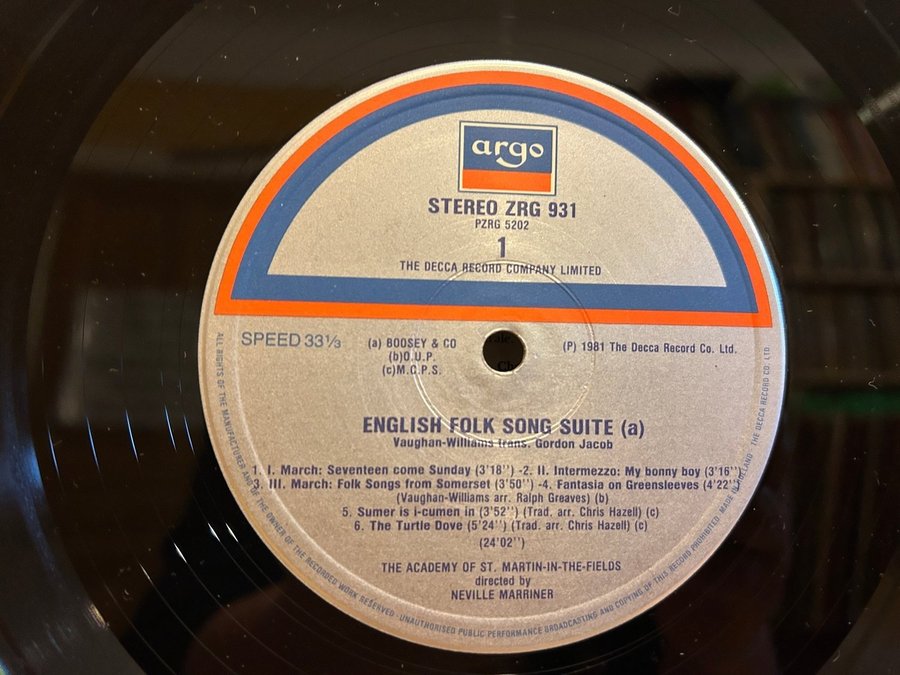 argo
STEREO ZRG 931
PZRG 5202
1
THE DECCA RECORD COMPANY LIMITED
SPEED 33⅓
(a) BOOSEY & CO
(b)O.U.P.
(c)M.C.P.S.
(P) 1981 The Decca Record Co. Ltd.
ENGLISH FOLK SONG SUITE (a)
Vaughan-Williams trans. Gordon Jacob
1. I. March: Seventeen come Sunday (3'18'') -2. II. Intermezzo: My bonny boy (3'16'')
3. III. March: Folk Songs from Somerset (3'50'') -4. Fantasia on Greensleeves (4'22'')
(Vaughan-Williams arr. Ralph Greaves) (b)
5. Sumer is i-cumen in (3'52'') (Trad. arr. Chris Hazell) (c)
6. The Turtle Dove (5'24'') (Trad. arr. Chris Hazell) (c)
(24'02'')
THE ACADEMY OF ST. MARTIN-IN-THE-FIELDS
directed by
NEVILLE MARRINER
ALL RIGHTS OF THE MANUFACTURER AND OF THE OWNER OF THE RECORDED WORK RESERVED · UNAUTHORISED PUBLIC PERFORMANCE BROADCASTING AND COPYING OF THIS RECORD PROHIBITED. MADE IN HOLLAND · THE DECCA RECORD CO. LTD